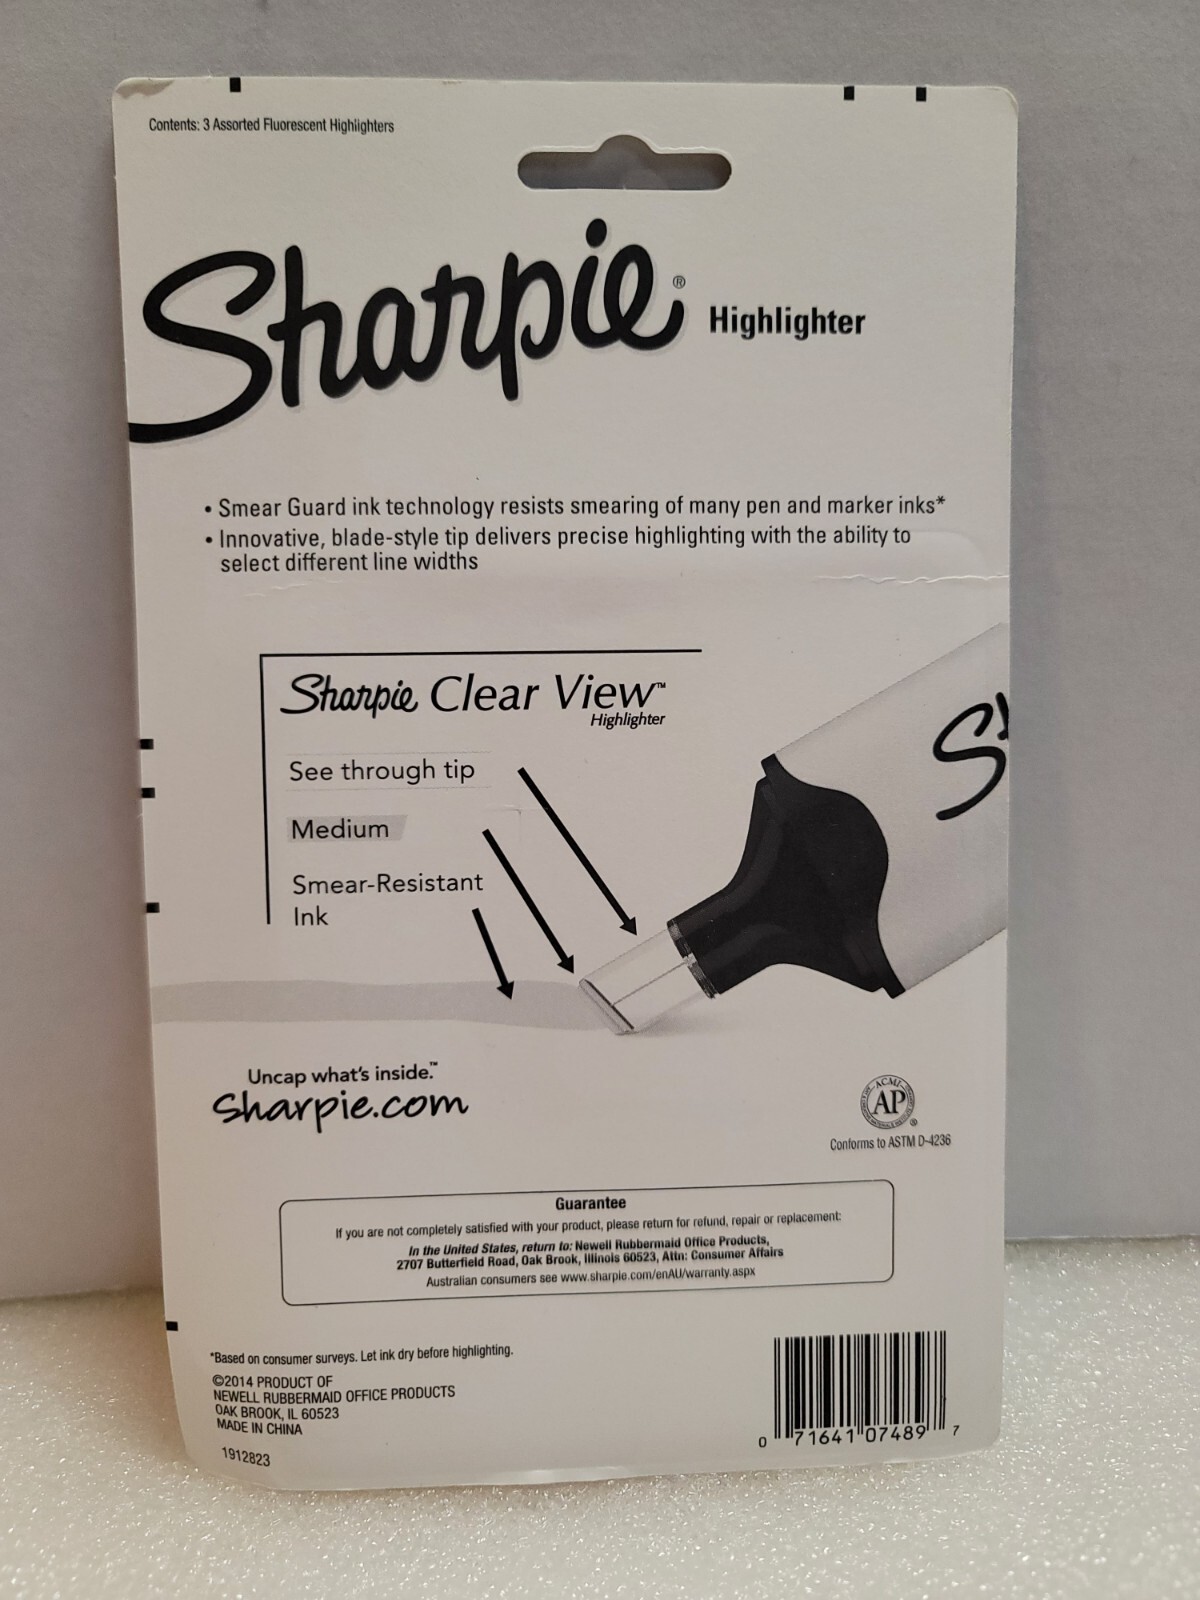 Contents: 3 Assorted Fluorescent Highlighters
Sharpie® Highlighter
• Smear Guard ink technology resists smearing of many pen and marker inks*
• Innovative, blade-style tip delivers precise highlighting with the ability to
select different line widths
Sharpie Clear View™
Highlighter
See through tip
Medium
Smear-Resistant
Ink
S
Uncap what's inside.™
Sharpie.com
ACMI
AP
®
Conforms to ASTM D-4236
Guarantee
If you are not completely satisfied with your product, please return for refund, repair or replacement:
In the United States, return to: Newell Rubbermaid Office Products,
2707 Butterfield Road, Oak Brook, Illinois 60523, Attn: Consumer Affairs
Australian consumers see www.sharpie.com/enAU/warranty.aspx
*Based on consumer surveys. Let ink dry before highlighting.
©2014 PRODUCT OF
NEWELL RUBBERMAID OFFICE PRODUCTS
OAK BROOK, IL 60523
MADE IN CHINA
1912823
0 71641 07489 7